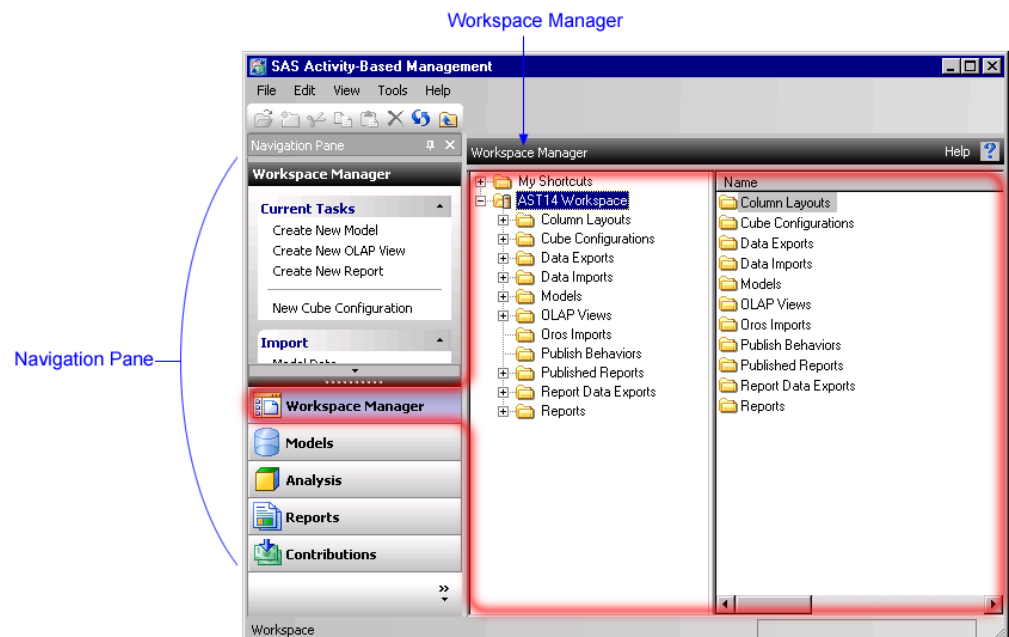 Workspace Manager
SAS Activity-Based Management
File Edit View Tools Help
Navigation Pane
Workspace Manager
Help
Workspace Manager
Current Tasks
Create New Model
Create New OLAP View
Create New Report
New Cube Configuration
Import
Model Data
Workspace Manager
Models
Analysis
Reports
Contributions
Workspace
My Shortcuts
AST14 Workspace
Column Layouts
Cube Configurations
Data Exports
Data Imports
Models
OLAP Views
Oros Imports
Publish Behaviors
Published Reports
Report Data Exports
Reports
Name
Column Layouts
Cube Configurations
Data Exports
Data Imports
Models
OLAP Views
Oros Imports
Publish Behaviors
Published Reports
Report Data Exports
Reports
Navigation Pane